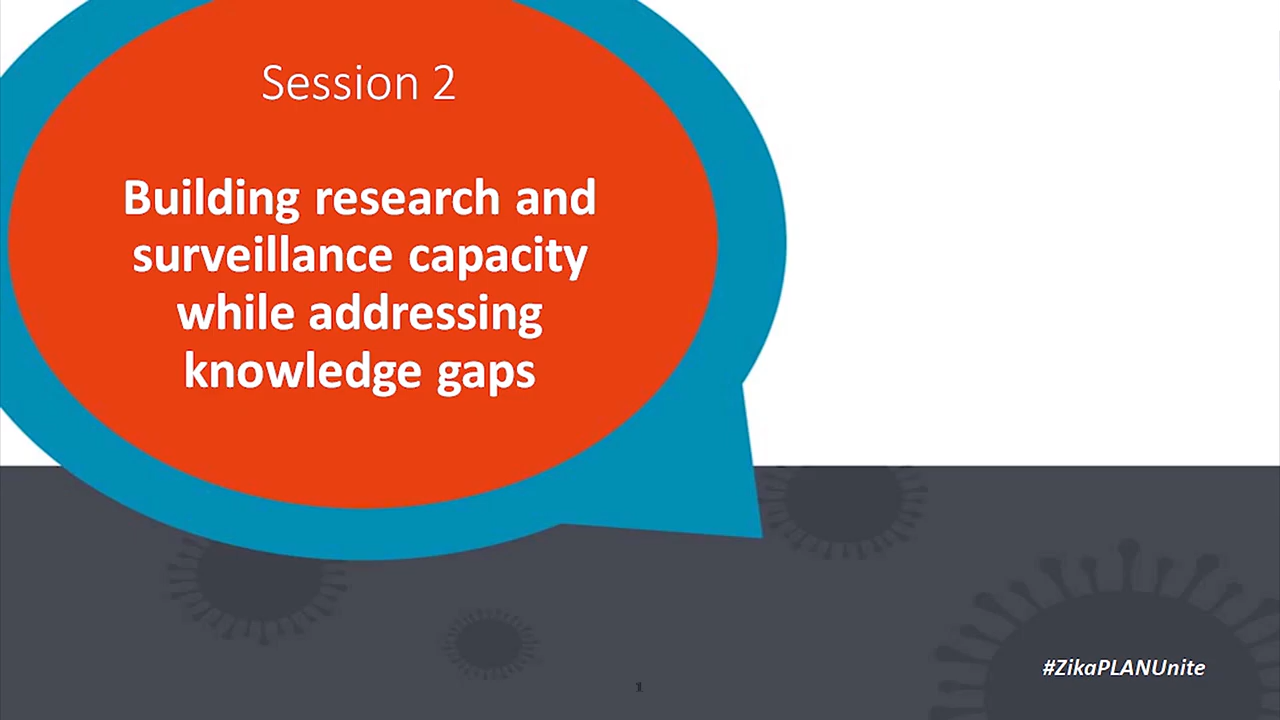 Session 2
Building research and
surveillance capacity
while addressing
knowledge gaps
#ZikaPLANUnite
1